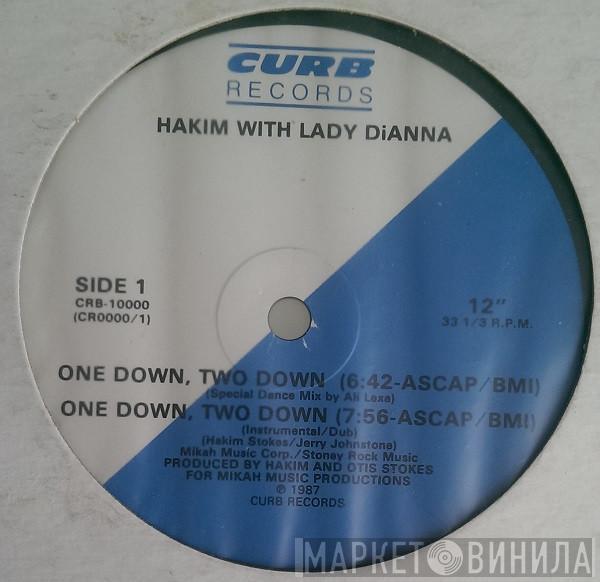 CURB
RECORDS
HAKIM WITH LADY DiANNA
SIDE 1
CRB-10000
(CR0000/1)
12"
33 1/3 R.P.M.
ONE DOWN, TWO DOWN (6:42-ASCAP/BMI)
(Special Dance Mix by Ali Lexa)
ONE DOWN, TWO DOWN (7:56-ASCAP/BMI)
(Instrumental/Dub)
(Hakim Stokes/Jerry Johnstone)
Mikah Music Corp./Stoney Rock Music
PRODUCED BY HAKIM AND OTIS STOKES
FOR MIKAH MUSIC PRODUCTIONS
℗ 1987
CURB RECORDS
МАРКЕТ ВИНИЛА